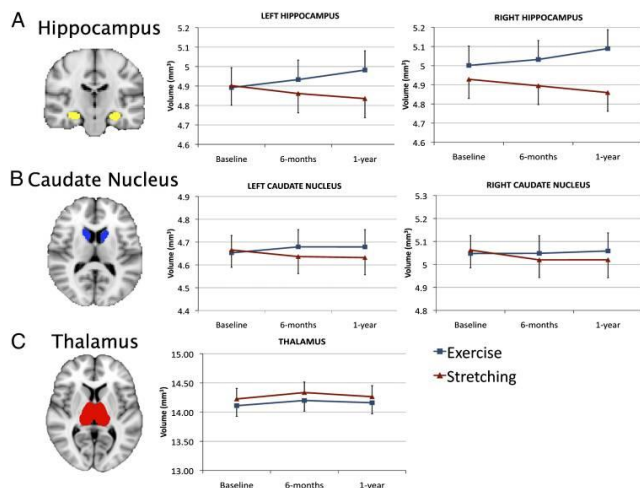 A
Hippocampus
LEFT HIPPOCAMPUS
Volume (mm³)
5.2
5.1
5
4.9
4.8
4.7
4.6
Baseline 6-months 1-year
RIGHT HIPPOCAMPUS
Volume (mm³)
5.2
5.1
5
4.9
4.8
4.7
4.6
Baseline 6-months 1-year
B
Caudate Nucleus
LEFT CAUDATE NUCLEUS
Volume (mm³)
4.9
4.8
4.7
4.6
4.5
4.4
Baseline 6-months 1-year
RIGHT CAUDATE NUCLEUS
Volume (mm³)
5.3
5.2
5.1
5
4.9
4.8
Baseline 6-months 1-year
C
Thalamus
THALAMUS
Volume (mm³)
15.00
14.50
14.00
13.50
13.00
Baseline 6-months 1-year
Exercise
Stretching